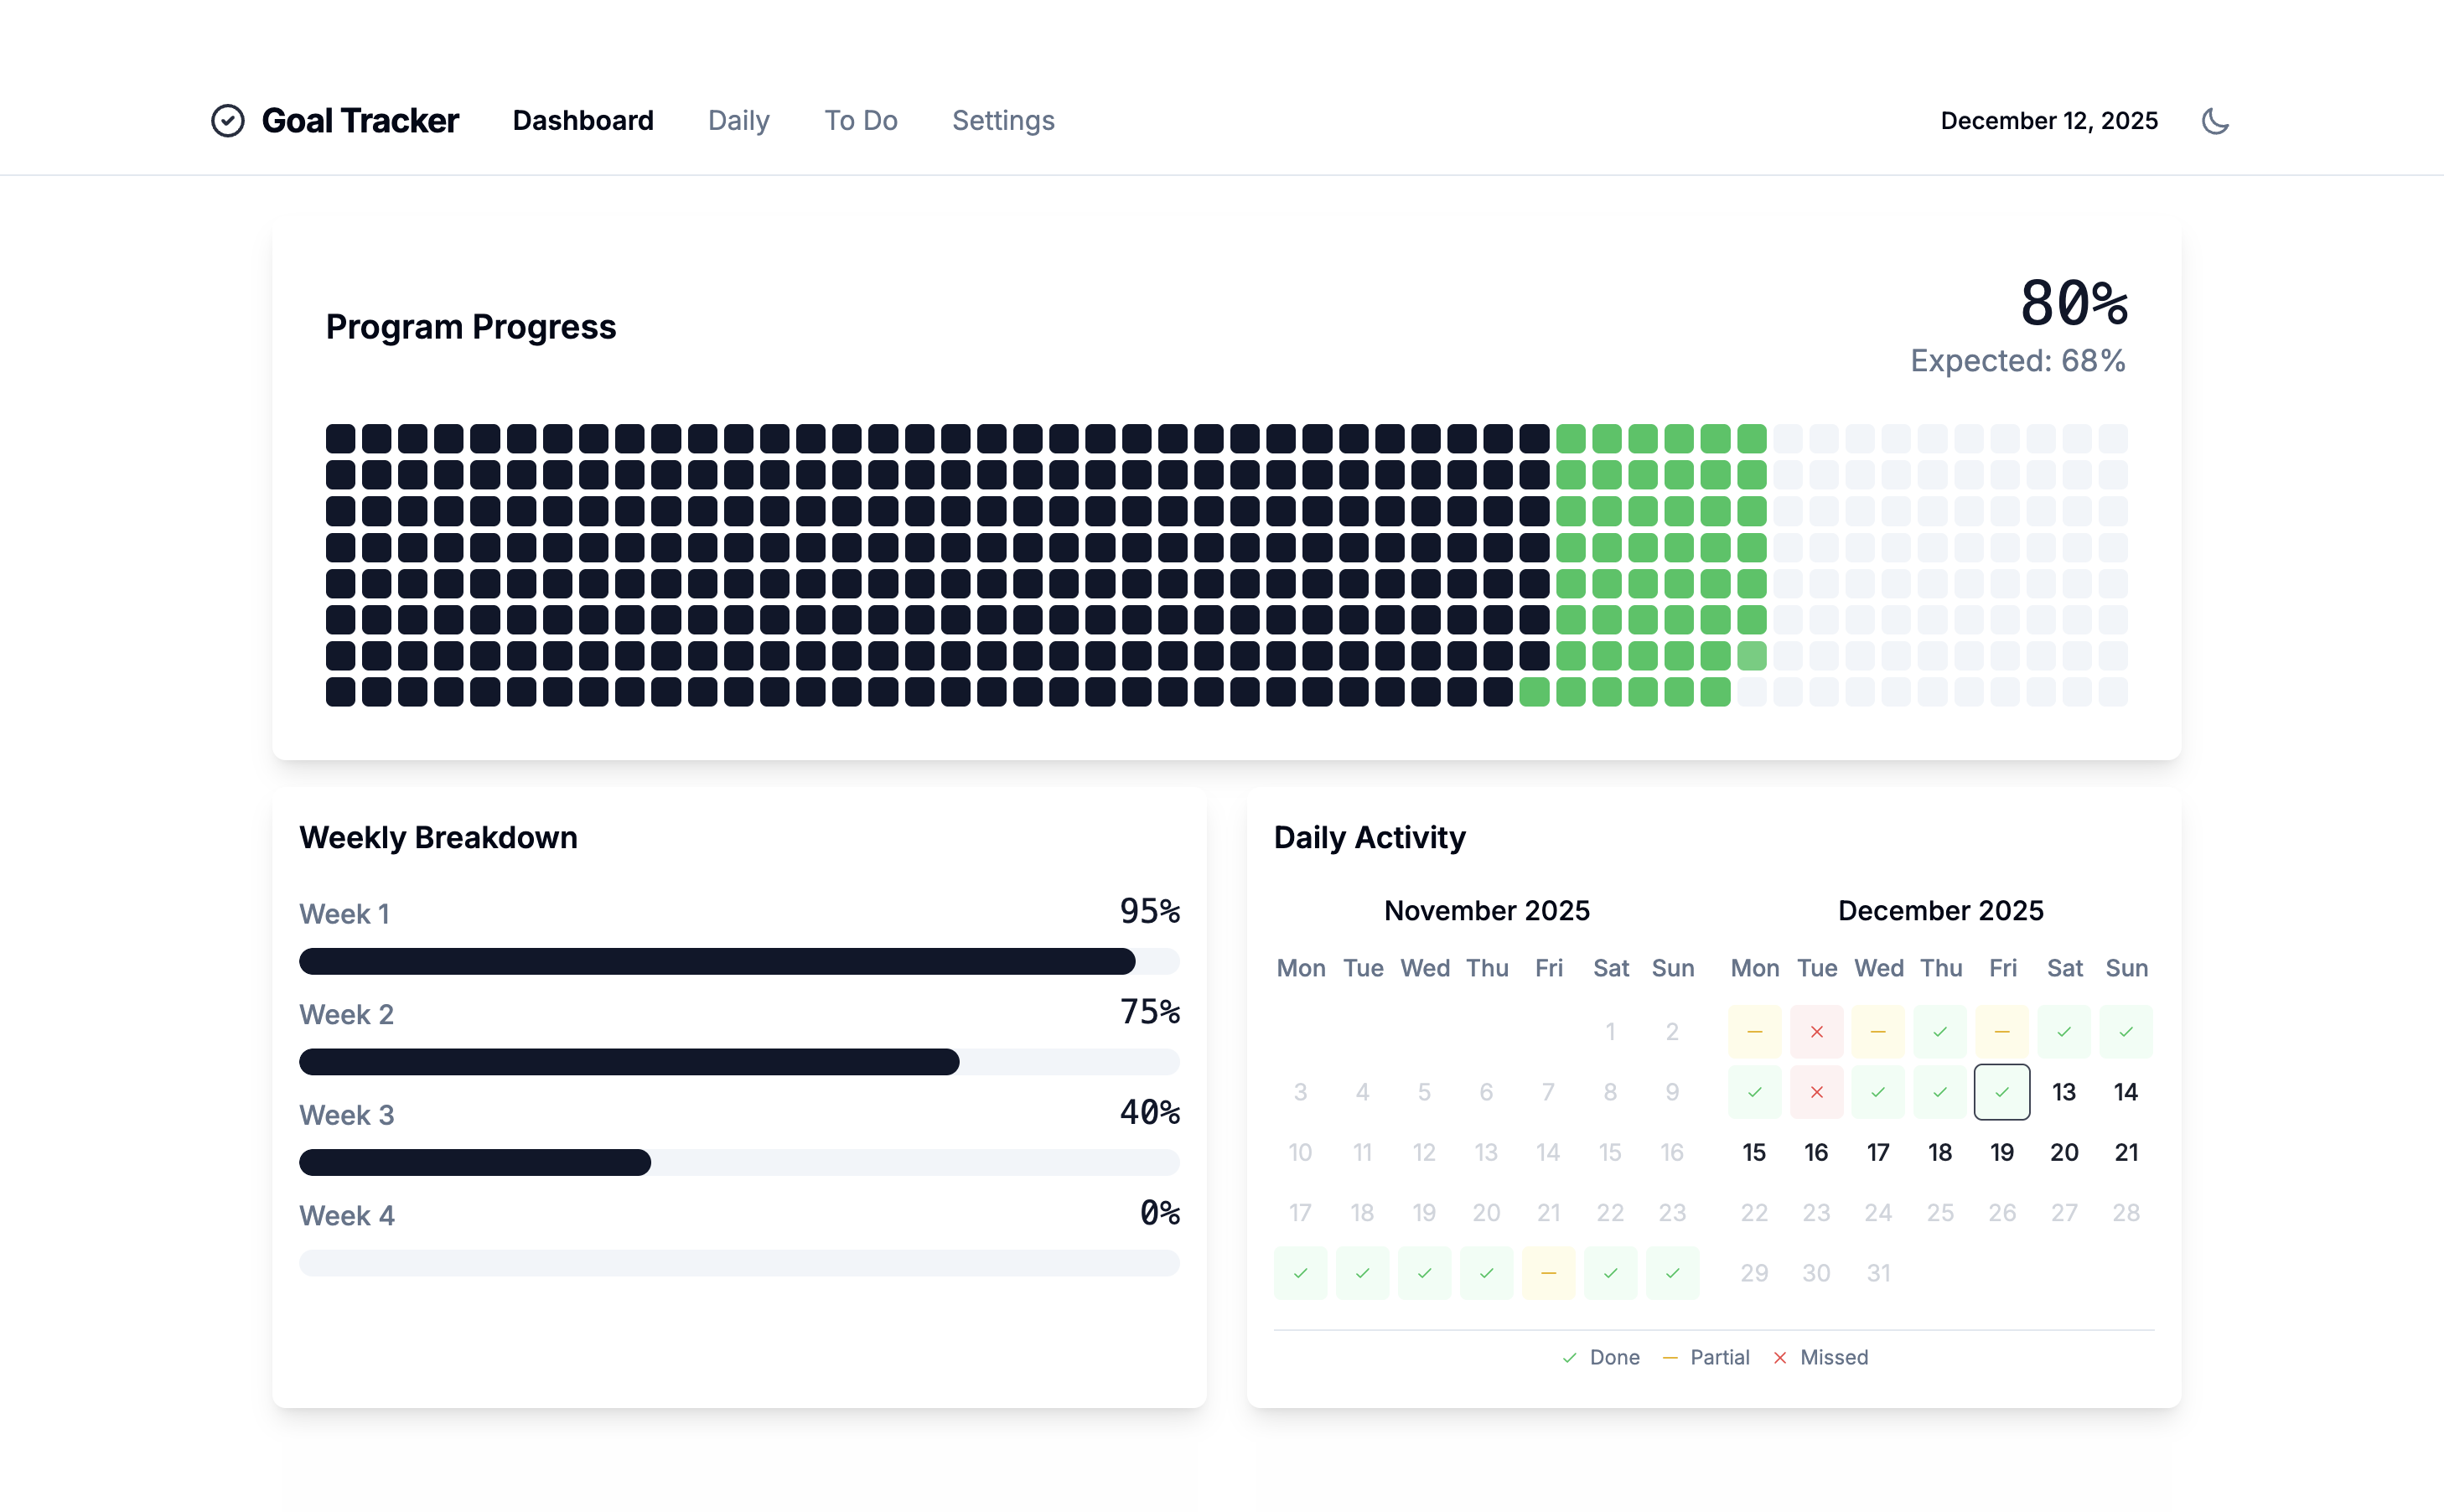 Goal Tracker Dashboard Daily To Do Settings December 12, 2025
80%
Program Progress
Expected: 68%
Weekly Breakdown
Week 1 95%
Week 2 75%
Week 3 40%
Week 4 0%
Daily Activity
November 2025
Mon Tue Wed Thu Fri Sat Sun
1 2
3 4 5 6 7 8 9
10 11 12 13 14 15 16
17 18 19 20 21 22 23
December 2025
Mon Tue Wed Thu Fri Sat Sun
13 14
15 16 17 18 19 20 21
22 23 24 25 26 27 28
29 30 31
Done Partial Missed